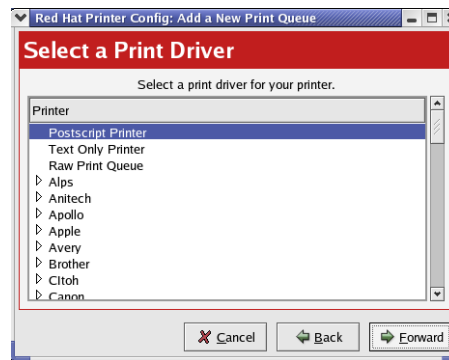 Red Hat Printer Config: Add a New Print Queue
Select a Print Driver
Select a print driver for your printer.
Printer
Postscript Printer
Text Only Printer
Raw Print Queue
Alps
Anitech
Apollo
Apple
Avery
Brother
CItoh
Canon
Cancel
Back
Forward